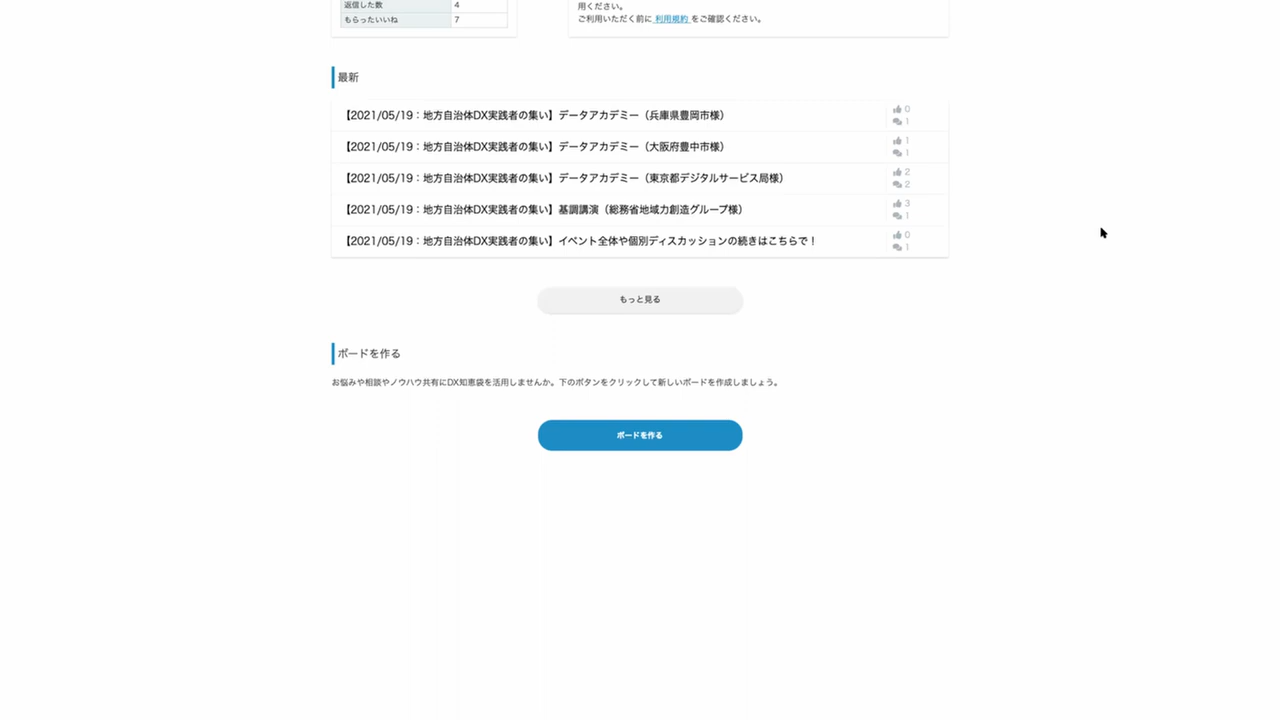 返信した数 4
もらったいいね 7
用ください。
ご利用いただく前に 利用規約 をご確認ください。
最新
【2021/05/19：地方自治体DX実践者の集い】データアカデミー（兵庫県豊岡市様） 0
1
【2021/05/19：地方自治体DX実践者の集い】データアカデミー（大阪府豊中市様） 1
1
【2021/05/19：地方自治体DX実践者の集い】データアカデミー（東京都デジタルサービス局様） 2
2
【2021/05/19：地方自治体DX実践者の集い】基調講演（総務省地域力創造グループ様） 3
1
【2021/05/19：地方自治体DX実践者の集い】イベント全体や個別ディスカッションの続きはこちらで！ 0
1
もっと見る
ボードを作る
お悩みや相談やノウハウ共有にDX知恵袋を活用しませんか。下のボタンをクリックして新しいボードを作成しましょう。
ボードを作る